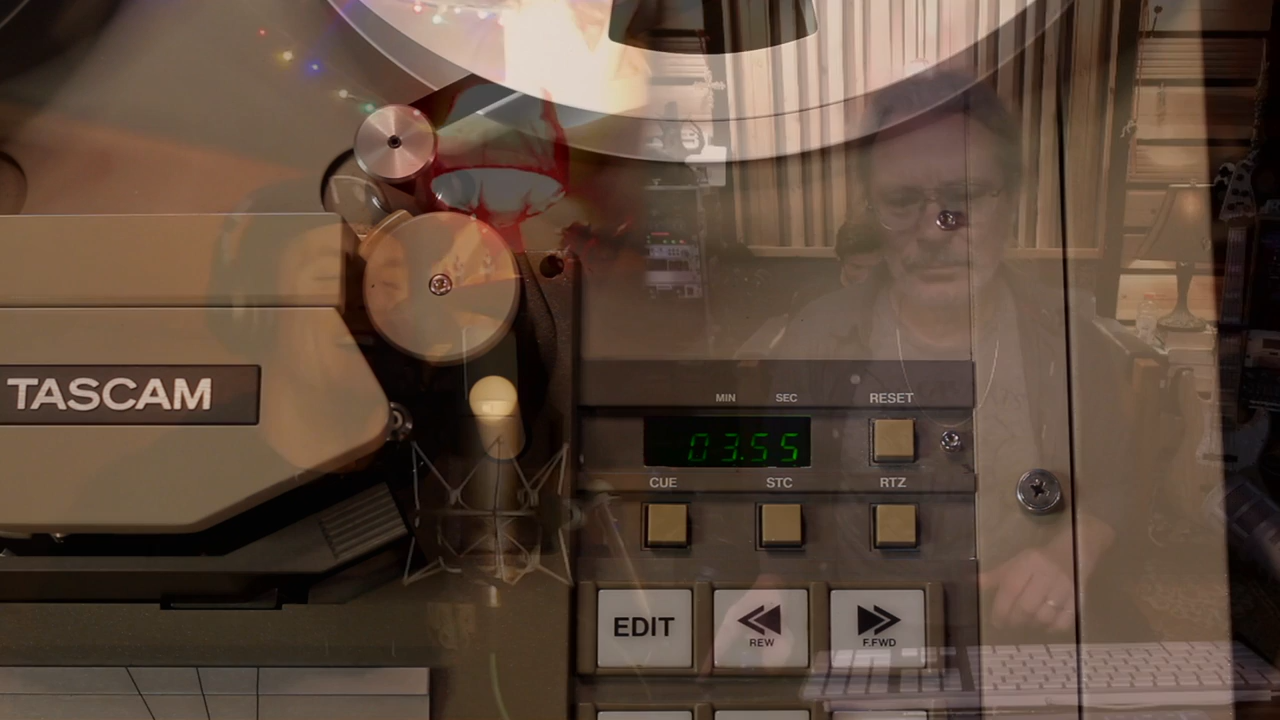 TASCAM
MIN SEC RESET
03.55
CUE STC RTZ
EDIT
REW F.FWD